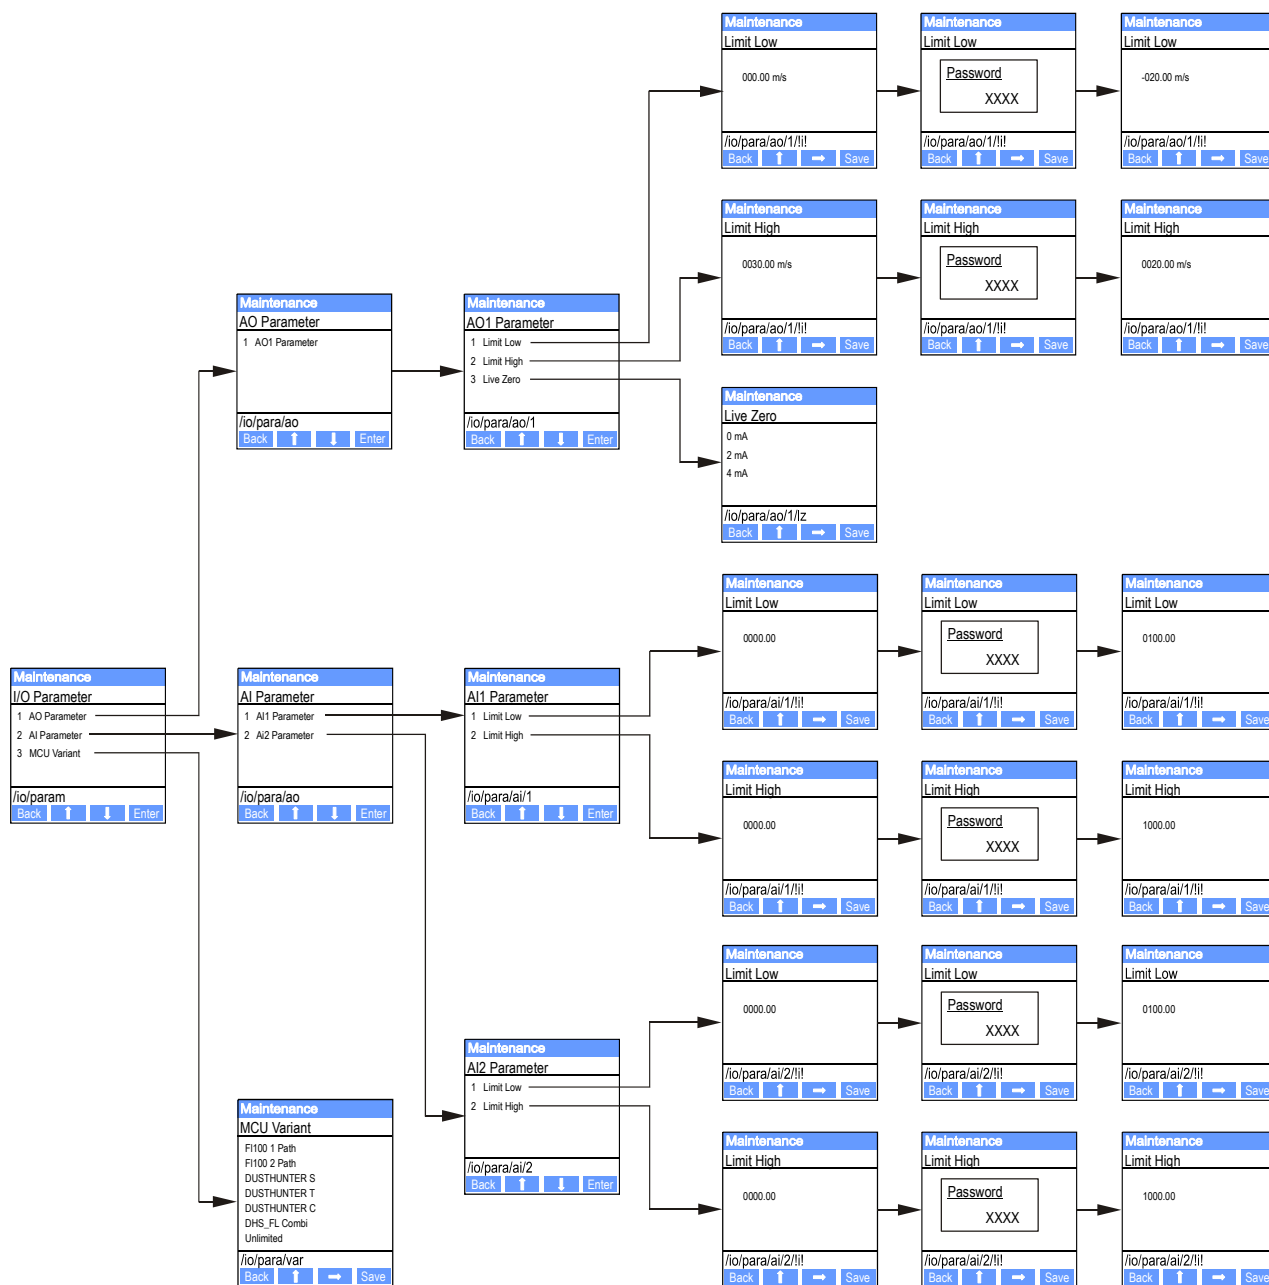 Maintenance
Limit Low
000.00 m/s
/io/para/ao/1/!i!
Back Save
Maintenance
Limit Low
Password
XXXX
/io/para/ao/1/!i!
Back Save
Maintenance
Limit Low
-020.00 m/s
/io/para/ao/1/!i!
Back Save
Maintenance
Limit High
0030.00 m/s
/io/para/ao/1/!i!
Back Save
Maintenance
Limit High
Password
XXXX
/io/para/ao/1/!i!
Back Save
Maintenance
Limit High
0020.00 m/s
/io/para/ao/1/!i!
Back Save
Maintenance
AO Parameter
1 AO1 Parameter
/io/para/ao
Back Enter
Maintenance
AO1 Parameter
1 Limit Low
2 Limit High
3 Live Zero
/io/para/ao/1
Back Enter
Maintenance
Live Zero
0 mA
2 mA
4 mA
/io/para/ao/1/lz
Back Save
Maintenance
Limit Low
0000.00
/io/para/ai/1/!i!
Back Save
Maintenance
Limit Low
Password
XXXX
/io/para/ai/1/!i!
Back Save
Maintenance
Limit Low
0100.00
/io/para/ai/1/!i!
Back Save
Maintenance
I/O Parameter
1 AO Parameter
2 AI Parameter
3 MCU Variant
/io/param
Back Enter
Maintenance
AI Parameter
1 AI1 Parameter
2 Ai2 Parameter
/io/para/ao
Back Enter
Maintenance
AI1 Parameter
1 Limit Low
2 Limit High
/io/para/ai/1
Back Enter
Maintenance
Limit High
0000.00
/io/para/ai/1/!i!
Back Save
Maintenance
Limit High
Password
XXXX
/io/para/ai/1/!i!
Back Save
Maintenance
Limit High
1000.00
/io/para/ai/1/!i!
Back Save
Maintenance
Limit Low
0000.00
/io/para/ai/2/!i!
Back Save
Maintenance
Limit Low
Password
XXXX
/io/para/ai/2/!i!
Back Save
Maintenance
Limit Low
0100.00
/io/para/ai/2/!i!
Back Save
Maintenance
AI2 Parameter
1 Limit Low
2 Limit High
/io/para/ai/2
Back Enter
Maintenance
MCU Variant
Fl100 1 Path
Fl100 2 Path
DUSTHUNTER S
DUSTHUNTER T
DUSTHUNTER C
DHS_FL Combi
Unlimited
/io/para/var
Back Save
Maintenance
Limit High
0000.00
/io/para/ai/2/!i!
Back Save
Maintenance
Limit High
Password
XXXX
/io/para/ai/2/!i!
Back Save
Maintenance
Limit High
1000.00
/io/para/ai/2/!i!
Back Save